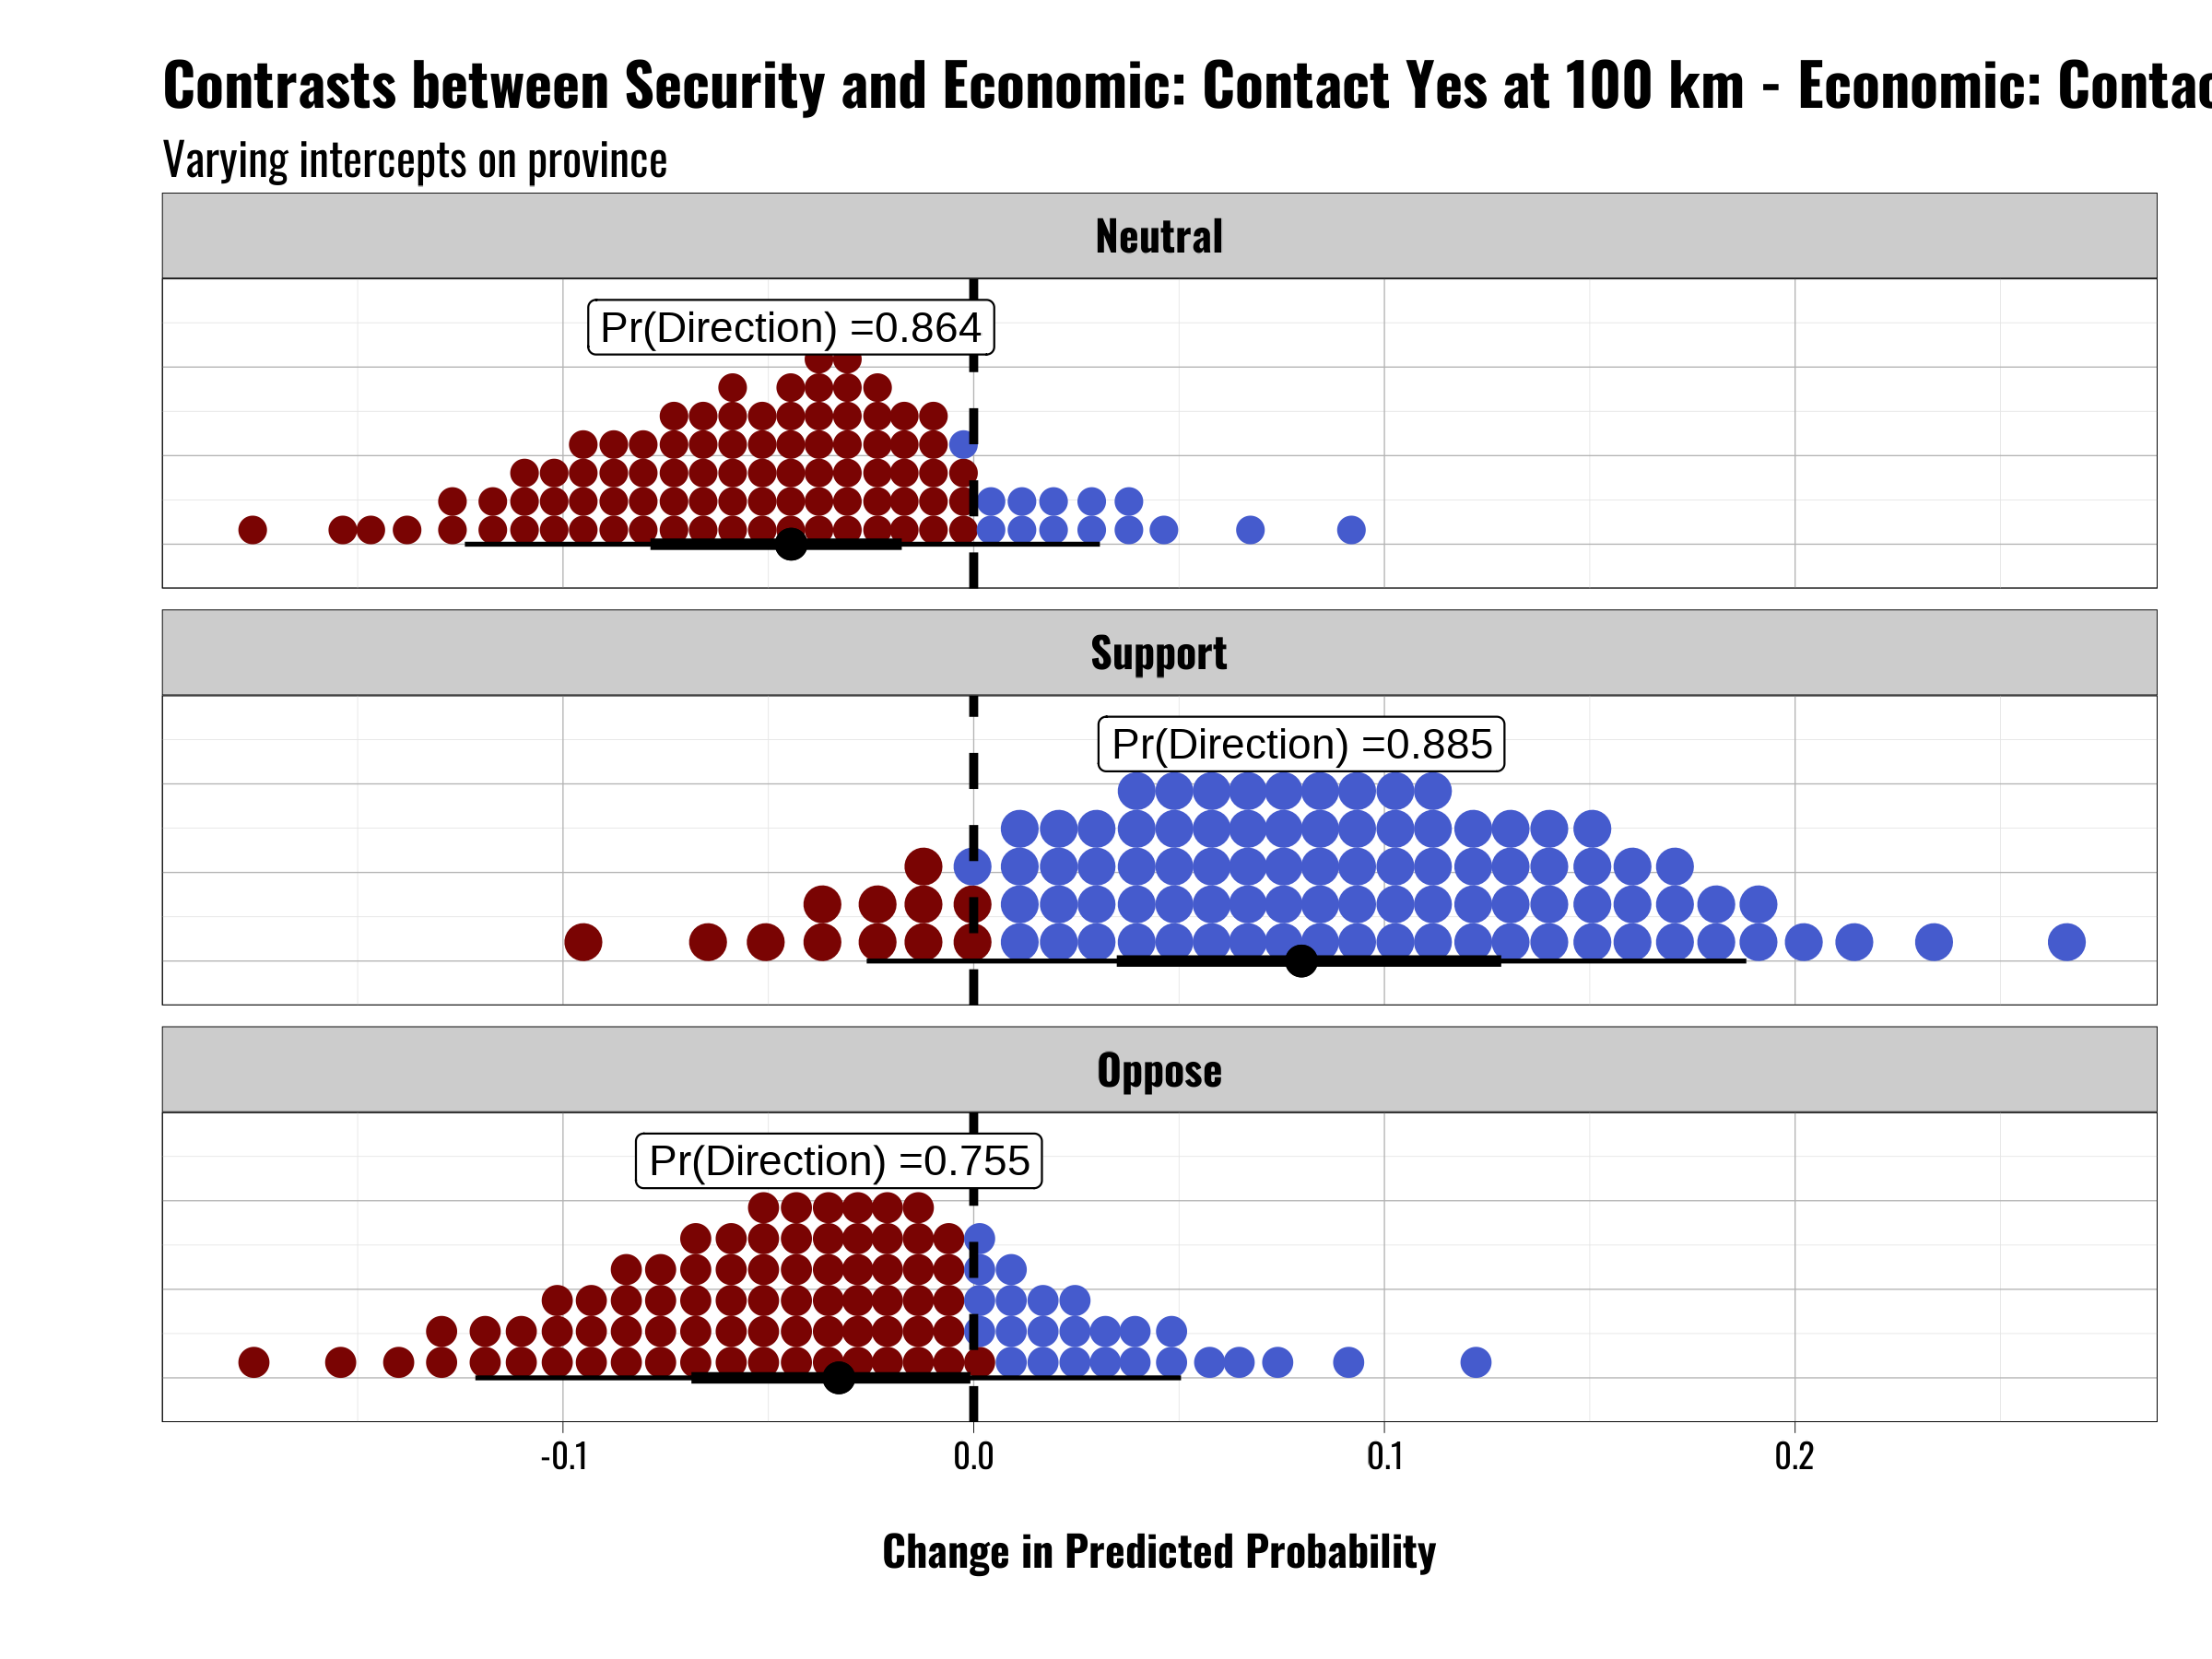 Contrasts between Security and Economic: Contact Yes at 100 km - Economic:
Varying intercepts on province
Neutral
Pr(Direction) =0.864
Support
Pr(Direction) =0.885
Oppose
Pr(Direction) =0.755
-0.1 0.0 0.1 0.2
Change in Predicted Probability